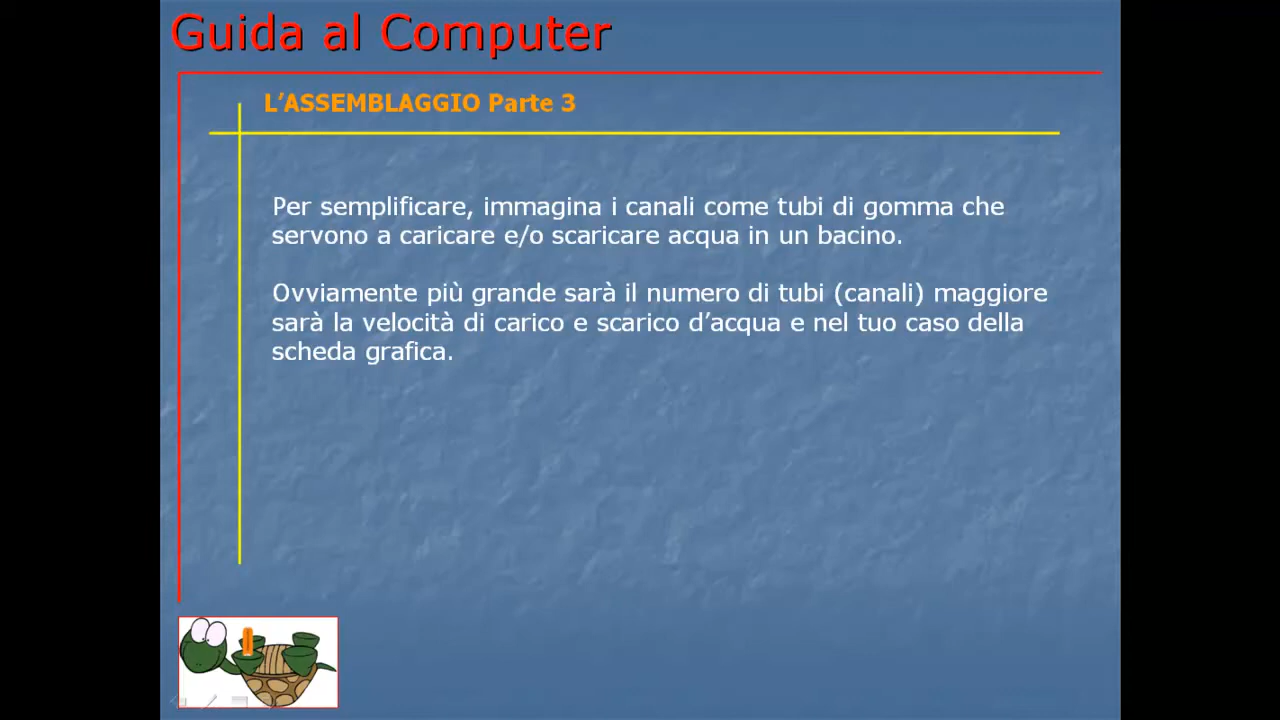 Guida al Computer
L’ASSEMBLAGGIO Parte 3
Per semplificare, immagina i canali come tubi di gomma che
servono a caricare e/o scaricare acqua in un bacino.
Ovviamente più grande sarà il numero di tubi (canali) maggiore
sarà la velocità di carico e scarico d’acqua e nel tuo caso della
scheda grafica.